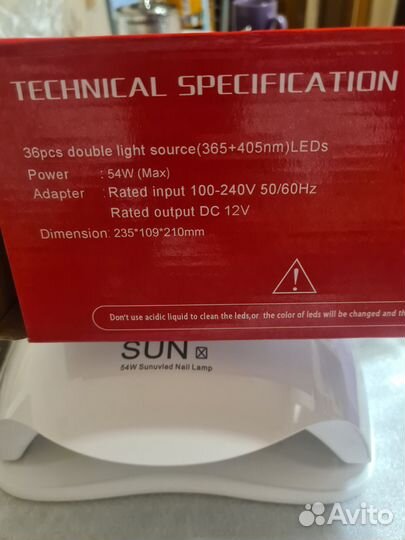 TECHNICAL SPECIFICATION
36pcs double light source(365+405nm)LEDs
Power : 54W (Max)
Adapter : Rated input 100-240V 50/60Hz
Rated output DC 12V
Dimension: 235*109*210mm
Don't use acidic liquid to clean the leds,or the color of leds will be changed and th
SUN
54W Sunuvled Nail Lamp
Avito